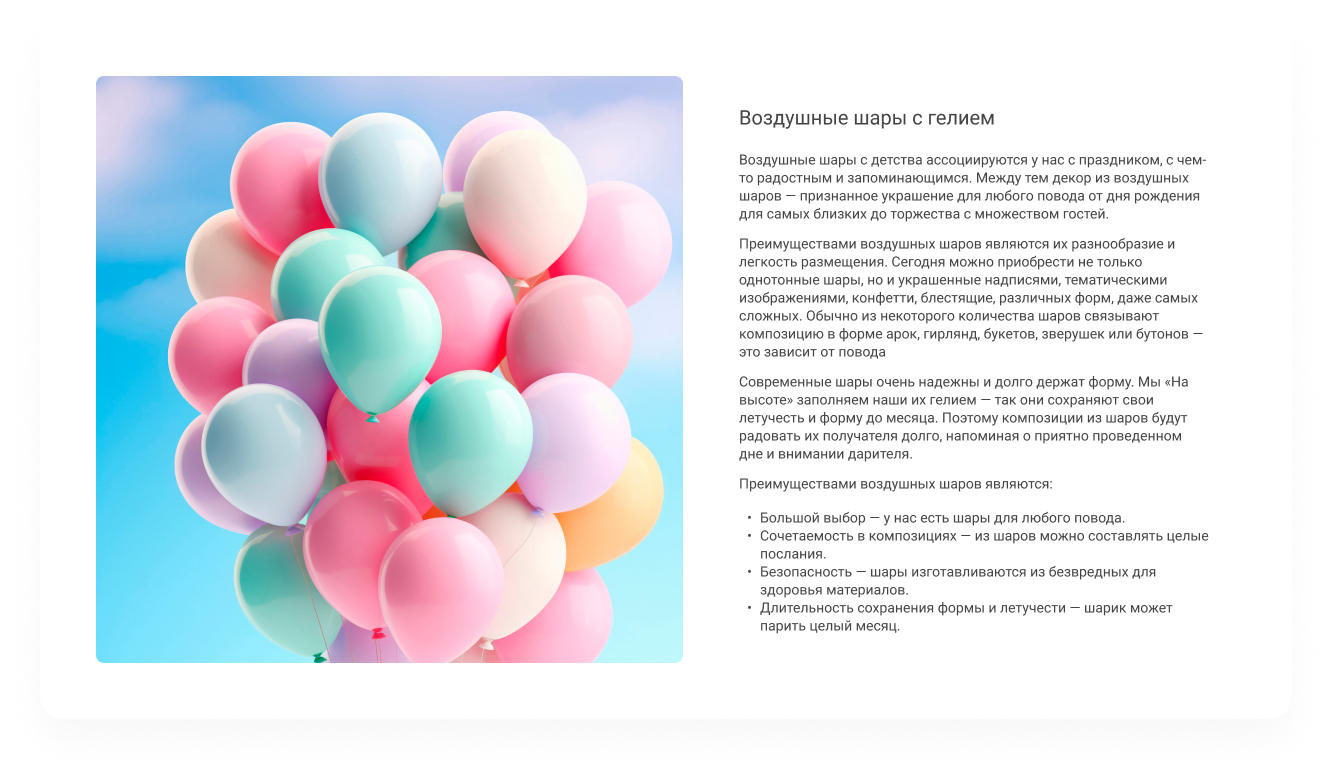 Воздушные шары с гелием
Воздушные шары с детства ассоциируются у нас с праздником, с чем-
то радостным и запоминающимся. Между тем декор из воздушных
шаров — признанное украшение для любого повода от дня рождения
для самых близких до торжества с множеством гостей.
Преимуществами воздушных шаров являются их разнообразие и
легкость размещения. Сегодня можно приобрести не только
однотонные шары, но и украшенные надписями, тематическими
изображениями, конфетти, блестящие, различных форм, даже самых
сложных. Обычно из некоторого количества шаров связывают
композицию в форме арок, гирлянд, букетов, зверушек или бутонов —
это зависит от повода
Современные шары очень надежны и долго держат форму. Мы «На
высоте» заполняем наши их гелием — так они сохраняют свои
летучесть и форму до месяца. Поэтому композиции из шаров будут
радовать их получателя долго, напоминая о приятно проведенном
дне и внимании дарителя.
Преимуществами воздушных шаров являются:
• Большой выбор — у нас есть шары для любого повода.
• Сочетаемость в композициях — из шаров можно составлять целые
послания.
• Безопасность — шары изготавливаются из безвредных для
здоровья материалов.
• Длительность сохранения формы и летучести — шарик может
парить целый месяц.